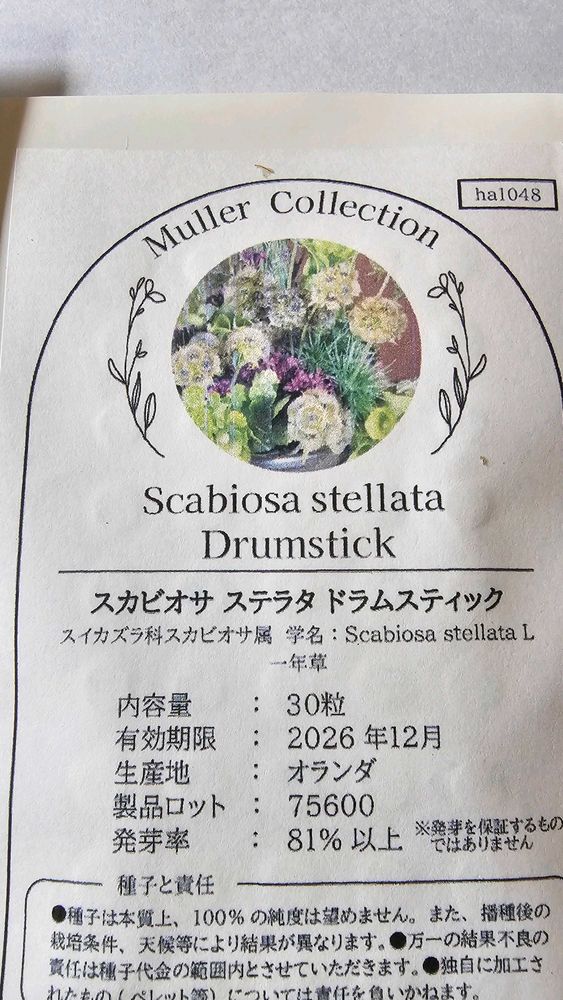 ha1048
Muller Collection
Scabiosa stellata
Drumstick
スカビオサ ステラタ ドラムスティック
スイカズラ科スカビオサ属 学名：Scabiosa stellata L
一年草
内容量 ： 30粒
有効期限 ： 2026 年12月
生産地 ： オランダ
製品ロット ： 75600
発芽率 ： 81% 以上 ※発芽を保証するもの
ではありません
種子と責任
●種子は本質上、100% の純度は望めません。また、播種後の
栽培条件、天候等により結果が異なります。●万一の結果不良の
責任は種子代金の範囲内とさせていただきます。●独自に加工さ
れたもの（ペレット等）については責任を負いかねます。